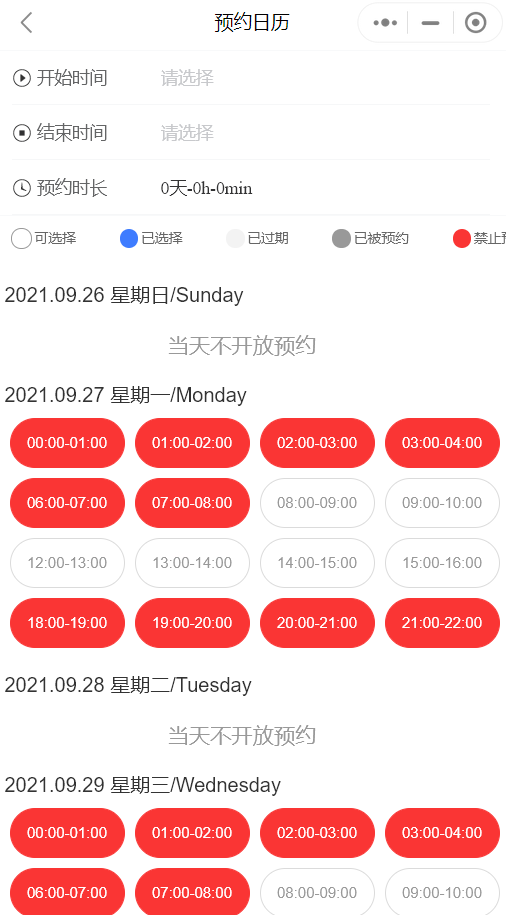 预约日历
开始时间 请选择
结束时间 请选择
预约时长 0天-0h-0min
可选择 已选择 已过期 已被预约 禁止
2021.09.26 星期日/Sunday
当天不开放预约
2021.09.27 星期一/Monday
00:00-01:00 01:00-02:00 02:00-03:00 03:00-04:00
06:00-07:00 07:00-08:00 08:00-09:00 09:00-10:00
12:00-13:00 13:00-14:00 14:00-15:00 15:00-16:00
18:00-19:00 19:00-20:00 20:00-21:00 21:00-22:00
2021.09.28 星期二/Tuesday
当天不开放预约
2021.09.29 星期三/Wednesday
00:00-01:00 01:00-02:00 02:00-03:00 03:00-04:00
06:00-07:00 07:00-08:00 08:00-09:00 09:00-10:00